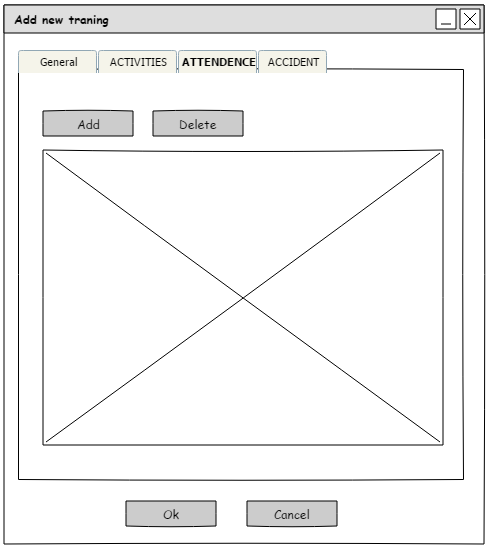 Add new traning
General
ACTIVITIES
ATTENDENCE
ACCIDENT
Add
Delete
Ok
Cancel